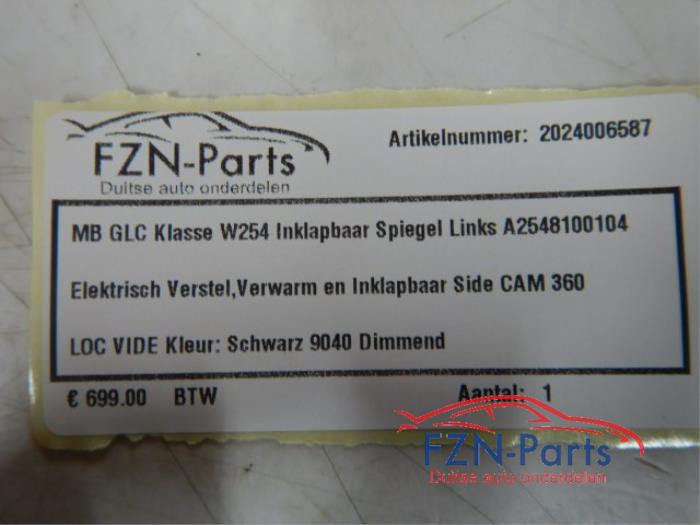 FZN-Parts
Duitse auto onderdelen
Artikelnummer: 2024006587
MB GLC Klasse W254 Inklapbaar Spiegel Links A2548100104
Elektrisch Verstel,Verwarm en Inklapbaar Side CAM 360
LOC VIDE Kleur: Schwarz 9040 Dimmend
€ 699.00 BTW Aantal: 1
FZN-Parts
Duitse auto onderdelen